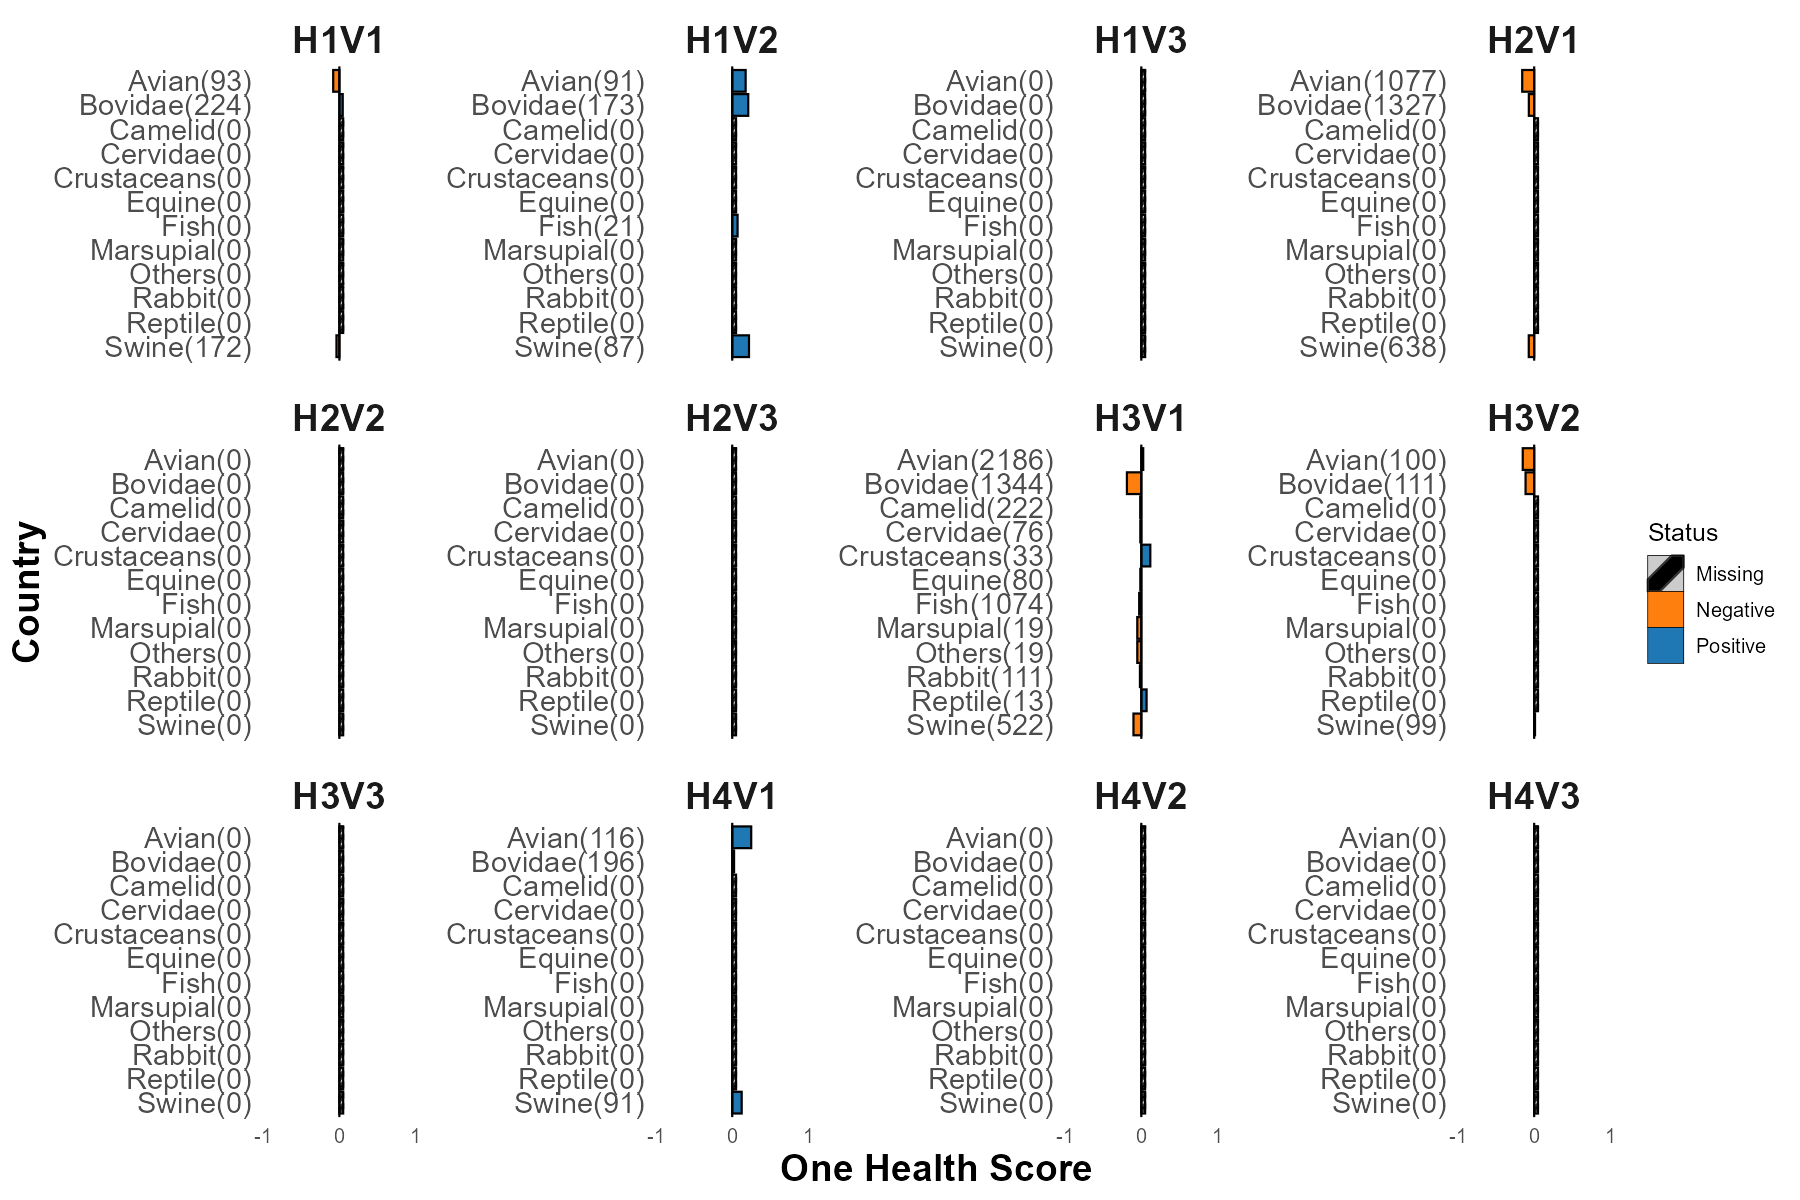 H1V1
H1V2
H1V3
H2V1
Avian(93)
Bovidae(224)
Camelid(0)
Cervidae(0)
Crustaceans(0)
Equine(0)
Fish(0)
Marsupial(0)
Others(0)
Rabbit(0)
Reptile(0)
Swine(172)
Avian(91)
Bovidae(173)
Camelid(0)
Cervidae(0)
Crustaceans(0)
Equine(0)
Fish(21)
Marsupial(0)
Others(0)
Rabbit(0)
Reptile(0)
Swine(87)
Avian(0)
Bovidae(0)
Camelid(0)
Cervidae(0)
Crustaceans(0)
Equine(0)
Fish(0)
Marsupial(0)
Others(0)
Rabbit(0)
Reptile(0)
Swine(0)
Avian(1077)
Bovidae(1327)
Camelid(0)
Cervidae(0)
Crustaceans(0)
Equine(0)
Fish(0)
Marsupial(0)
Others(0)
Rabbit(0)
Reptile(0)
Swine(638)
H2V2
H2V3
H3V1
H3V2
Avian(0)
Bovidae(0)
Camelid(0)
Cervidae(0)
Crustaceans(0)
Equine(0)
Fish(0)
Marsupial(0)
Others(0)
Rabbit(0)
Reptile(0)
Swine(0)
Avian(0)
Bovidae(0)
Camelid(0)
Cervidae(0)
Crustaceans(0)
Equine(0)
Fish(0)
Marsupial(0)
Others(0)
Rabbit(0)
Reptile(0)
Swine(0)
Avian(2186)
Bovidae(1344)
Camelid(222)
Cervidae(76)
Crustaceans(33)
Equine(80)
Fish(1074)
Marsupial(19)
Others(19)
Rabbit(111)
Reptile(13)
Swine(522)
Avian(100)
Bovidae(111)
Camelid(0)
Cervidae(0)
Crustaceans(0)
Equine(0)
Fish(0)
Marsupial(0)
Others(0)
Rabbit(0)
Reptile(0)
Swine(99)
H3V3
H4V1
H4V2
H4V3
Avian(0)
Bovidae(0)
Camelid(0)
Cervidae(0)
Crustaceans(0)
Equine(0)
Fish(0)
Marsupial(0)
Others(0)
Rabbit(0)
Reptile(0)
Swine(0)
Avian(116)
Bovidae(196)
Camelid(0)
Cervidae(0)
Crustaceans(0)
Equine(0)
Fish(0)
Marsupial(0)
Others(0)
Rabbit(0)
Reptile(0)
Swine(91)
Avian(0)
Bovidae(0)
Camelid(0)
Cervidae(0)
Crustaceans(0)
Equine(0)
Fish(0)
Marsupial(0)
Others(0)
Rabbit(0)
Reptile(0)
Swine(0)
Avian(0)
Bovidae(0)
Camelid(0)
Cervidae(0)
Crustaceans(0)
Equine(0)
Fish(0)
Marsupial(0)
Others(0)
Rabbit(0)
Reptile(0)
Swine(0)
-1 0 1
-1 0 1
-1 0 1
-1 0 1
One Health Score
Country
Status
Missing
Negative
Positive